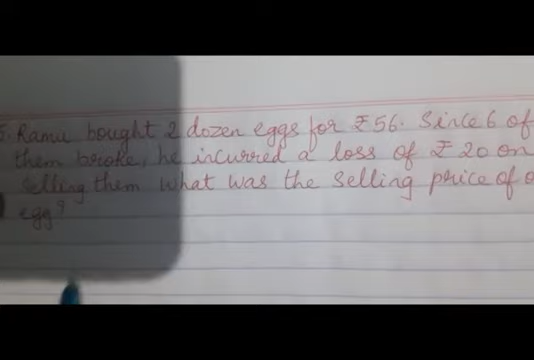 5. Ramu bought 2 dozen eggs for ₹56. Since 6 of
them broke, he incurred a loss of ₹20 on
selling them what was the selling price of
egg?